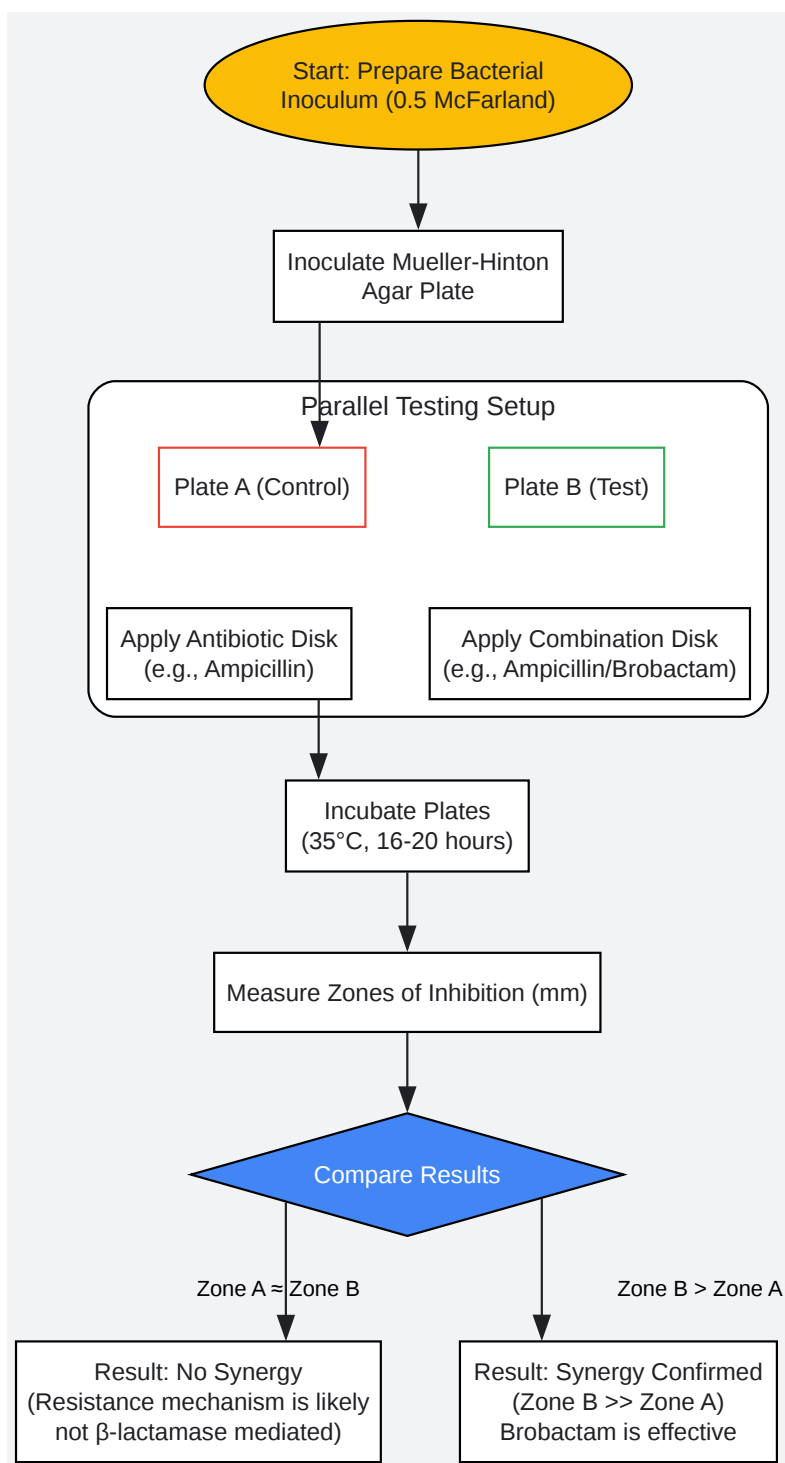 Start: Prepare Bacterial
Inoculum (0.5 McFarland)
Inoculate Mueller-Hinton
Agar Plate
Parallel Testing Setup
Plate A (Control)
Plate B (Test)
Apply Antibiotic Disk
(e.g., Ampicillin)
Apply Combination Disk
(e.g., Ampicillin/Brobactam)
Incubate Plates
(35°C, 16-20 hours)
Measure Zones of Inhibition (mm)
Compare Results
Zone A ≈ Zone B
Zone B > Zone A
Result: No Synergy
(Resistance mechanism is likely
not β-lactamase mediated)
Result: Synergy Confirmed
(Zone B >> Zone A)
Brobactam is effective